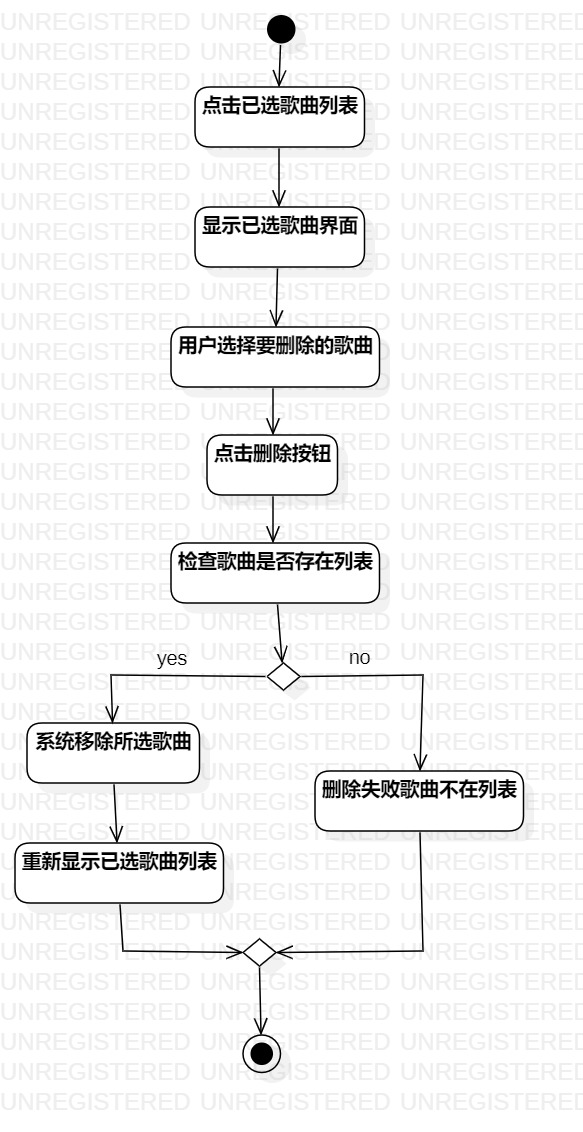 点击已选歌曲列表
显示已选歌曲界面
用户选择要删除的歌曲
点击删除按钮
检查歌曲是否存在列表
yes
no
系统移除所选歌曲
删除失败歌曲不在列表
重新显示已选歌曲列表
UNREGISTERED